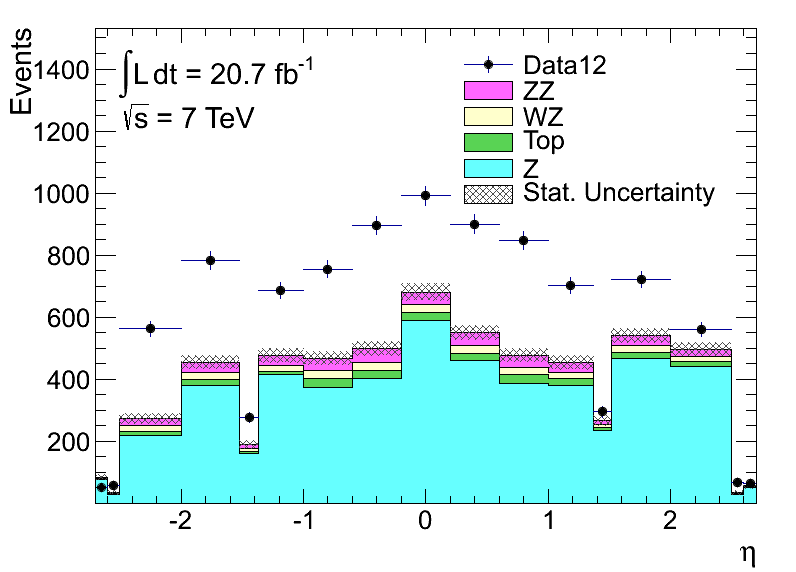 Events
1400
1200
1000
800
600
400
200
∫L dt = 20.7 fb⁻¹
√s = 7 TeV
Data12
ZZ
WZ
Top
Z
Stat. Uncertainty
-2 -1 0 1 2
η